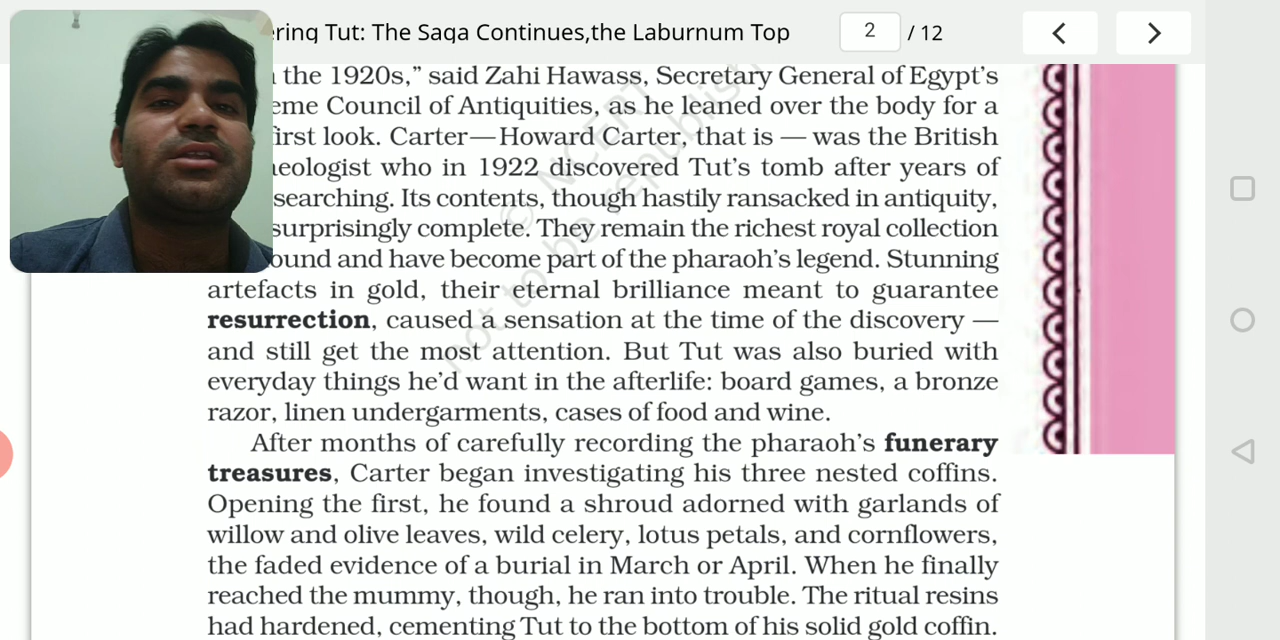 ering Tut: The Saga Continues,the Laburnum Top 2 / 12
the 1920s,” said Zahi Hawass, Secretary General of Egypt’s
eme Council of Antiquities, as he leaned over the body for a
first look. Carter—Howard Carter, that is — was the British
aeologist who in 1922 discovered Tut’s tomb after years of
searching. Its contents, though hastily ransacked in antiquity,
surprisingly complete. They remain the richest royal collection
ound and have become part of the pharaoh’s legend. Stunning
artefacts in gold, their eternal brilliance meant to guarantee
resurrection, caused a sensation at the time of the discovery —
and still get the most attention. But Tut was also buried with
everyday things he’d want in the afterlife: board games, a bronze
razor, linen undergarments, cases of food and wine.
After months of carefully recording the pharaoh’s funerary
treasures, Carter began investigating his three nested coffins.
Opening the first, he found a shroud adorned with garlands of
willow and olive leaves, wild celery, lotus petals, and cornflowers,
the faded evidence of a burial in March or April. When he finally
reached the mummy, though, he ran into trouble. The ritual resins
had hardened, cementing Tut to the bottom of his solid gold coffin.
© NCERT
not to be republish